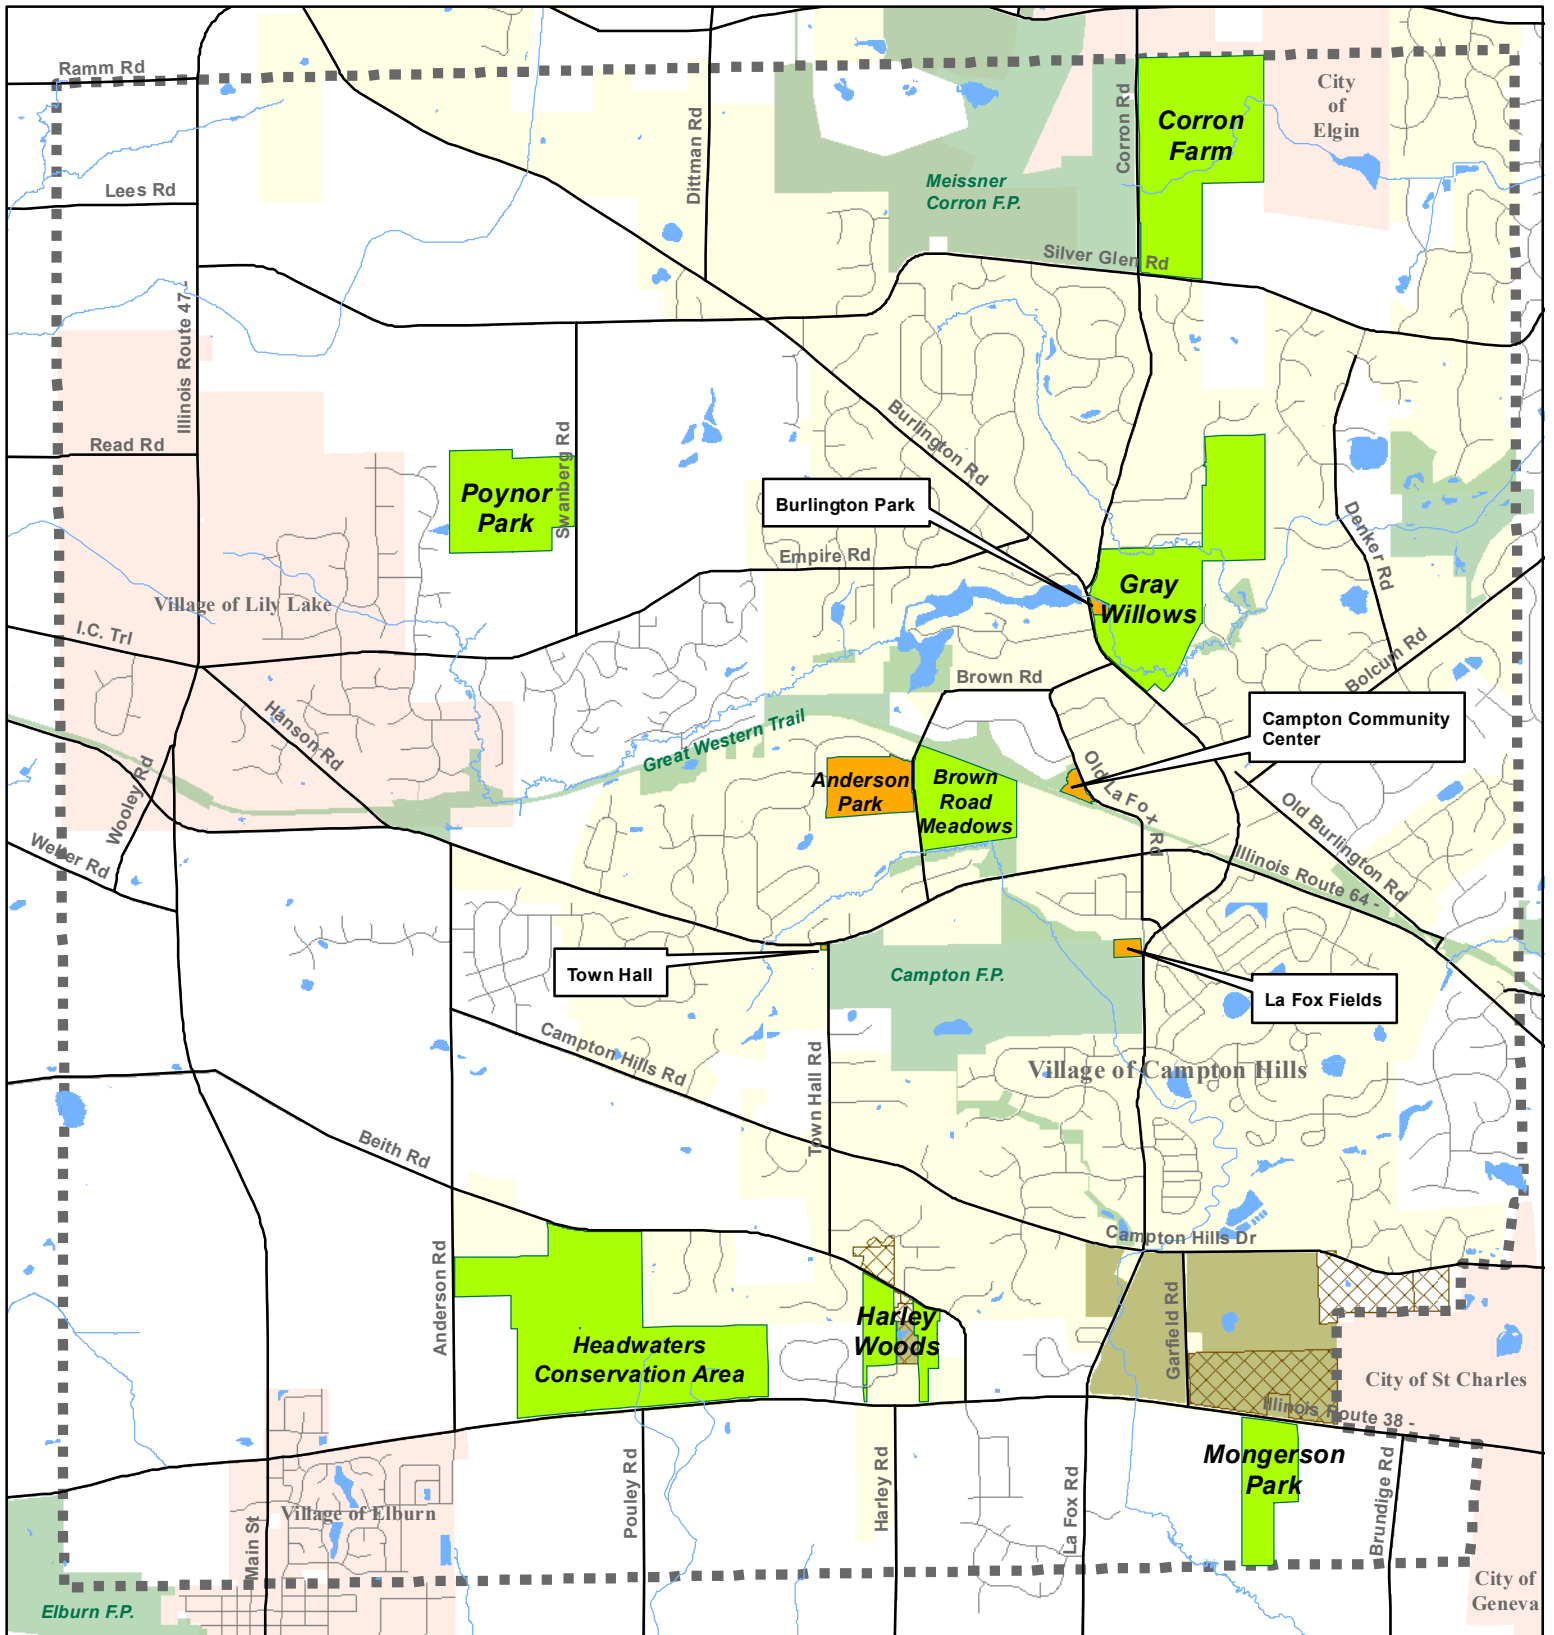 Ramm Rd
City
of
Elgin
Corron
Farm
Corron Rd
Dittman Rd
Lees Rd
Meissner
Corron F.P.
Silver Glen Rd
Illinois Route 47 -
Burlington Rd
Read Rd
Swanberg Rd
Poynor
Park
Burlington Park
Denker Rd
Empire Rd
Gray
Willows
Village of Lily Lake
I.C. Trl
Brown Rd
Bolcum Rd
Hanson Rd
Great Western Trail
Campton Community
Center
Wooley Rd
Anderson
Park
Brown
Road
Meadows
Old La Fox Rd
Old Burlington Rd
Weller Rd
Illinois Route 64 -
Town Hall
Campton F.P.
La Fox Fields
Campton Hills Rd
Town Hall Rd
Village of Campton Hills
Beith Rd
Campton Hills Dr
Anderson Rd
Garfield Rd
Harley
Woods
Headwaters
Conservation Area
City of St Charles
Illinois Route 38 -
Mongerson
Park
Pouley Rd
Harley Rd
La Fox Rd
Brundige Rd
Village of Elburn
Main St
Elburn F.P.
City of
Geneva